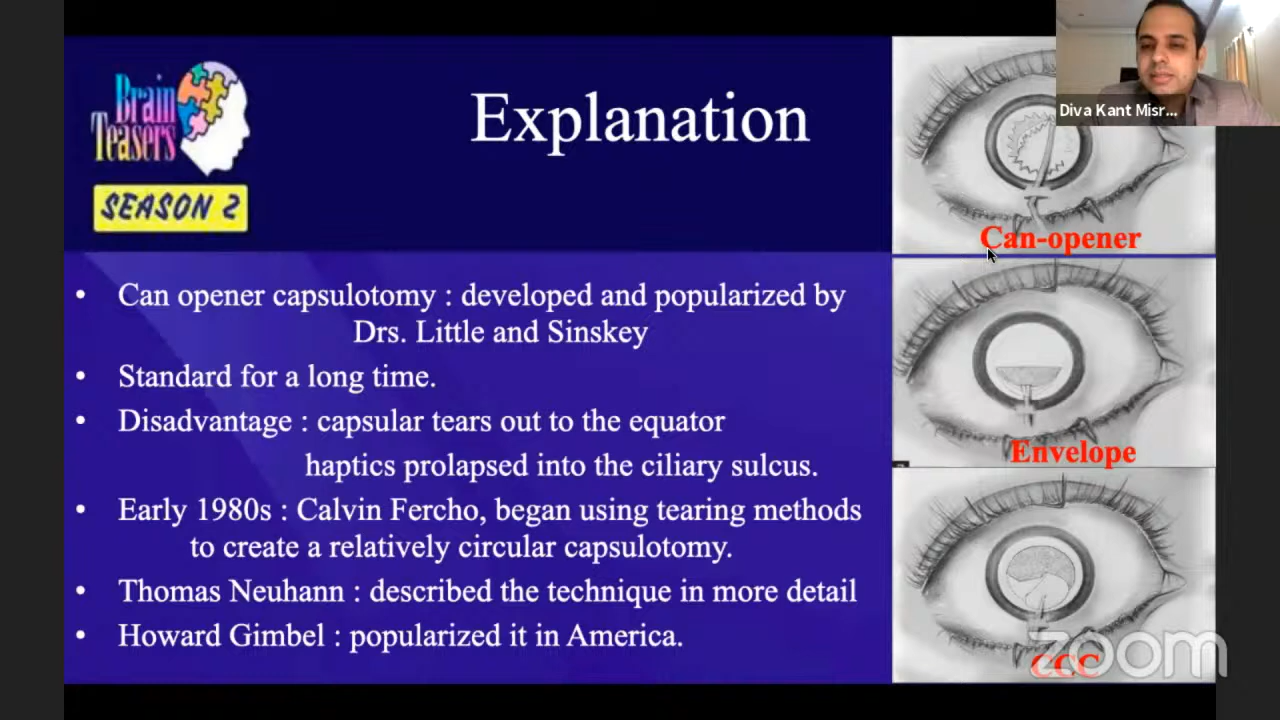 Brain
Teasers
SEASON 2
Explanation
Diva Kant Misr...
Can-opener
• Can opener capsulotomy : developed and popularized by
Drs. Little and Sinskey
• Standard for a long time.
• Disadvantage : capsular tears out to the equator
haptics prolapsed into the ciliary sulcus.
• Early 1980s : Calvin Fercho, began using tearing methods
to create a relatively circular capsulotomy.
• Thomas Neuhann : described the technique in more detail
• Howard Gimbel : popularized it in America.
Envelope
CCC
zoom